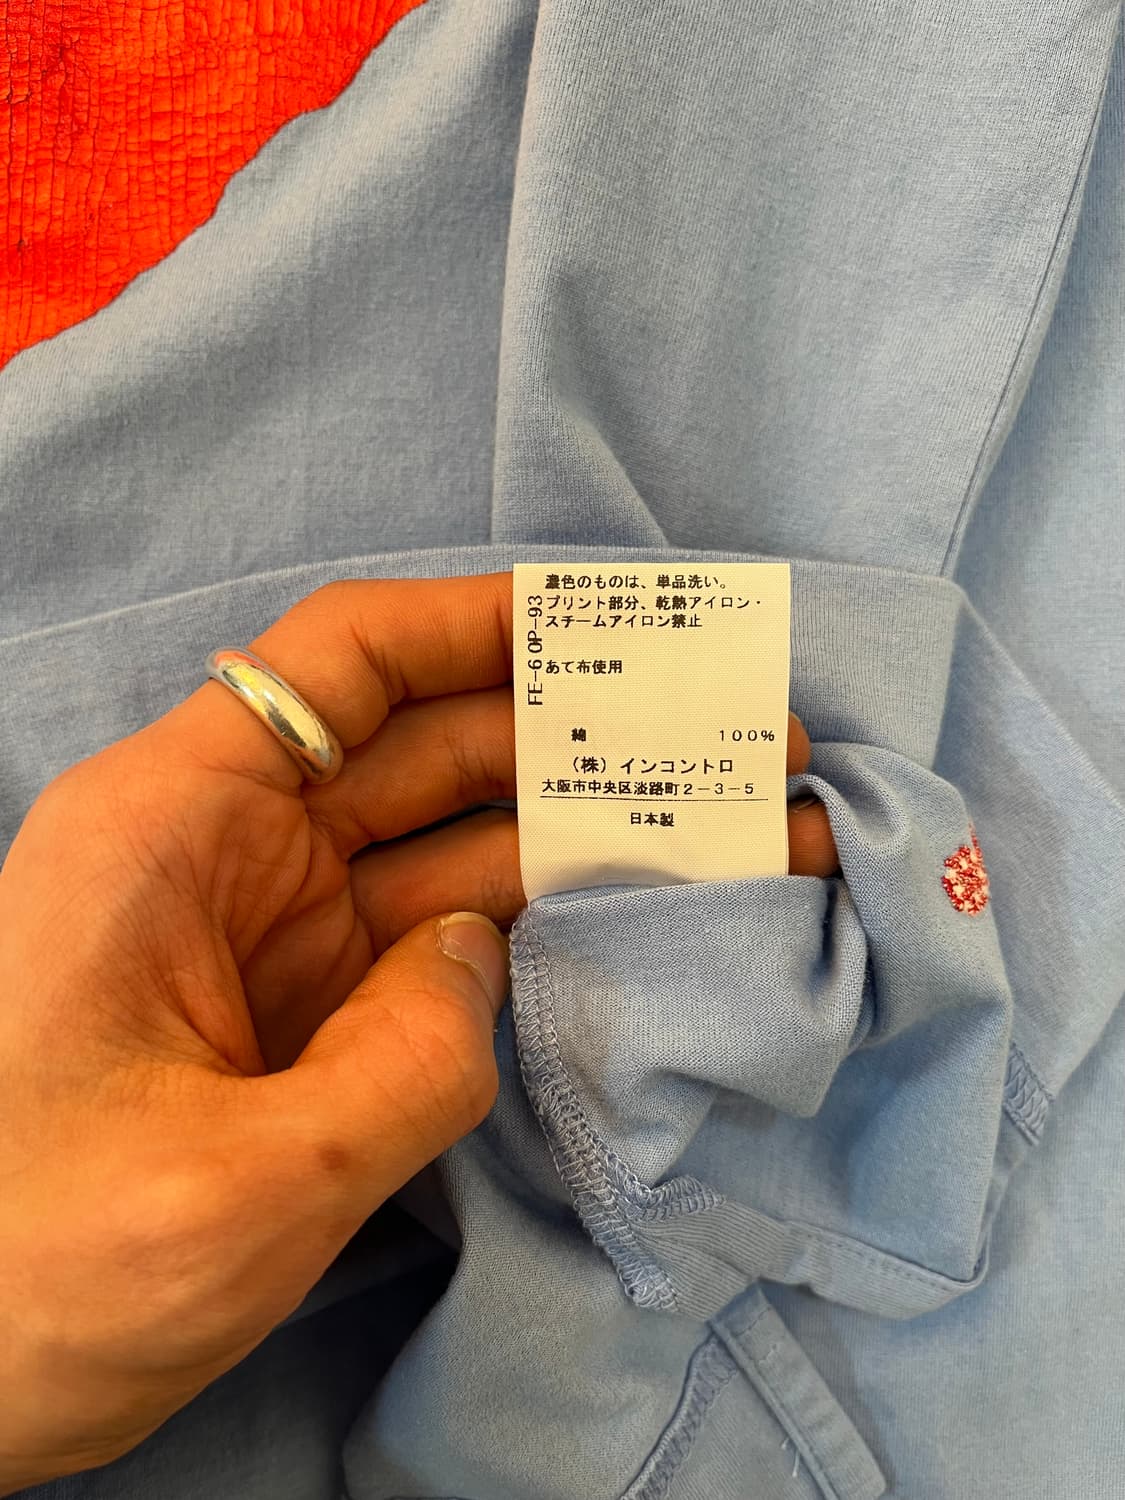 濃色のものは、単品洗い。
プリント部分、乾熱アイロン・
スチームアイロン禁止
あて布使用
FE-60P-93
綿 100%
(株)インコントロ
大阪市中央区淡路町2-3-5
日本製